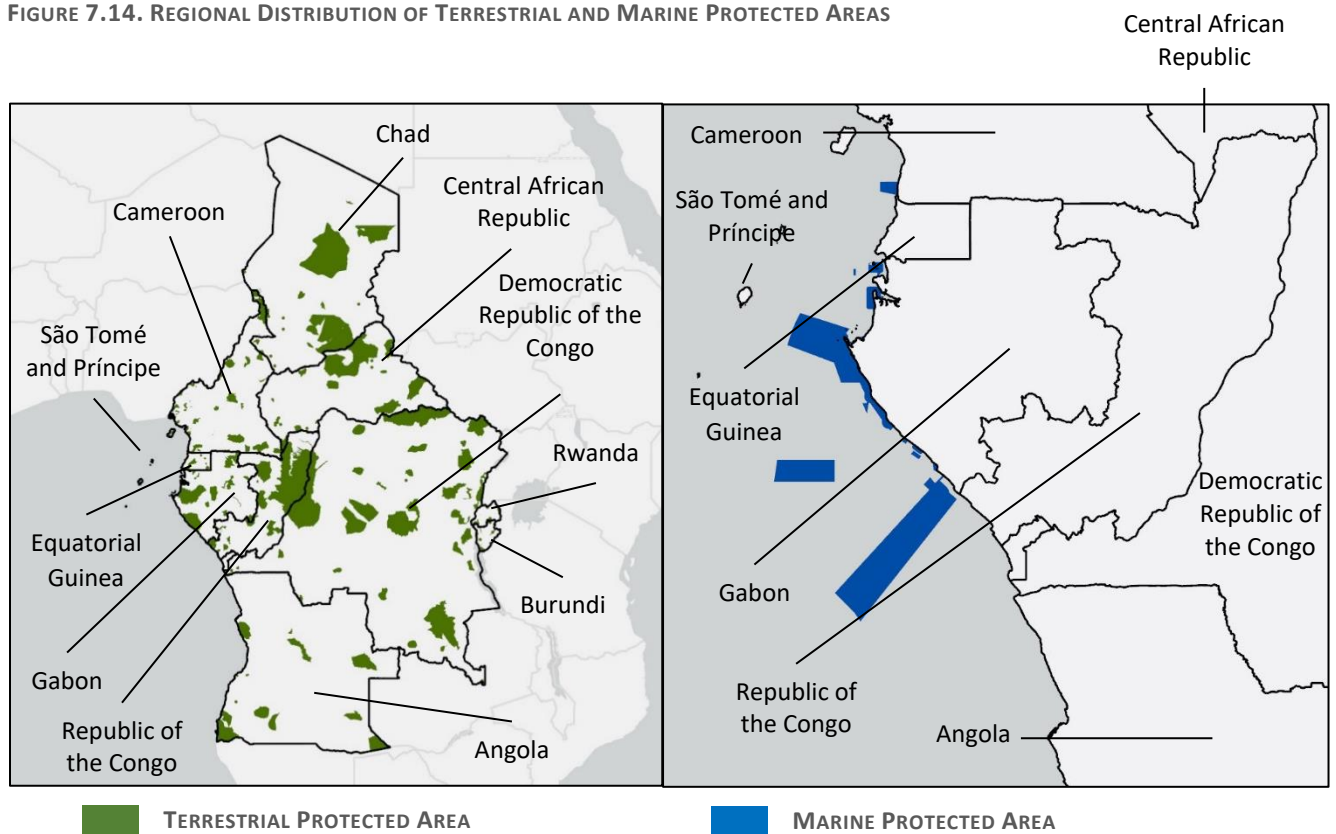 FIGURE 7.14. REGIONAL DISTRIBUTION OF TERRESTRIAL AND MARINE PROTECTED AREAS
Chad
Central African
Republic
Cameroon
Democratic
Republic of the
Congo
São Tomé
and Príncipe
Rwanda
Equatorial
Guinea
Burundi
Gabon
Republic of
the Congo
Angola
Central African
Republic
Cameroon
São Tomé and
Príncipe
Equatorial
Guinea
Democratic
Republic of
the Congo
Gabon
Republic of
the Congo
Angola
TERRESTRIAL PROTECTED AREA
MARINE PROTECTED AREA